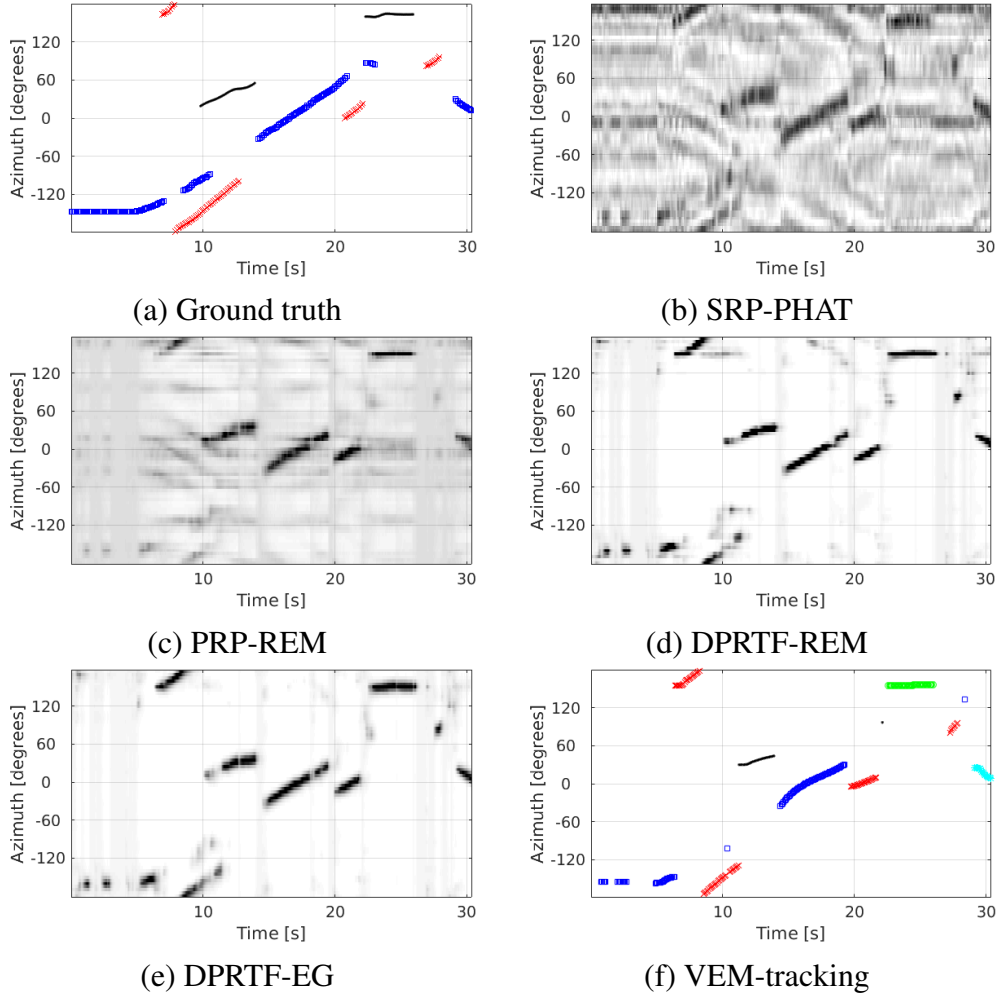 Azimuth [degrees]
120
60
0
-60
-120
10
20
30
Time [s]
(a) Ground truth
Azimuth [degrees]
120
60
0
-60
-120
10
20
30
Time [s]
(b) SRP-PHAT
Azimuth [degrees]
120
60
0
-60
-120
10
20
30
Time [s]
(c) PRP-REM
Azimuth [degrees]
120
60
0
-60
-120
10
20
30
Time [s]
(d) DPRTF-REM
Azimuth [degrees]
120
60
0
-60
-120
10
20
30
Time [s]
(e) DPRTF-EG
Azimuth [degrees]
120
60
0
-60
-120
10
20
30
Time [s]
(f) VEM-tracking